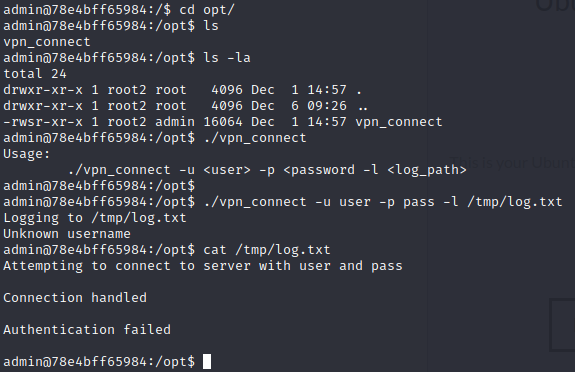 admin@78e4bff65984:/$ cd opt/
admin@78e4bff65984:/opt$ ls
vpn_connect
admin@78e4bff65984:/opt$ ls -la
total 24
drwxr-xr-x 1 root2 root   4096 Dec  1 14:57 .
drwxr-xr-x 1 root2 root   4096 Dec  6 09:26 ..
-rwsr-xr-x 1 root2 admin 16064 Dec  1 14:57 vpn_connect
admin@78e4bff65984:/opt$ ./vpn_connect
Usage:
        ./vpn_connect -u <user> -p <password -l <log_path>
admin@78e4bff65984:/opt$
admin@78e4bff65984:/opt$ ./vpn_connect -u user -p pass -l /tmp/log.txt
Logging to /tmp/log.txt
Unknown username
admin@78e4bff65984:/opt$ cat /tmp/log.txt
Attempting to connect to server with user and pass

Connection handled

Authentication failed

admin@78e4bff65984:/opt$